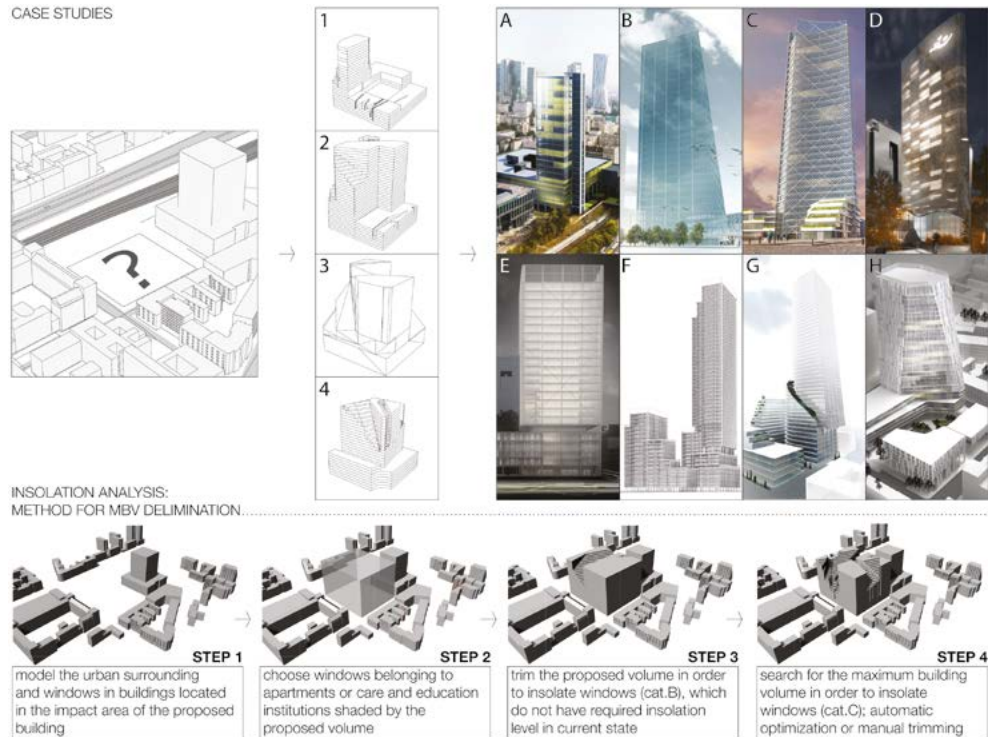 CASE STUDIES
1
2
3
4
?
A
B
C
D
E
F
G
H
INSOLATION ANALYSIS:
METHOD FOR MBV DELIMINATION
STEP 1
model the urban surrounding
and windows in buildings located
in the impact area of the proposed
building
STEP 2
choose windows belonging to
apartments or care and education
institutions shaded by the
proposed volume
STEP 3
trim the proposed volume in order
to insolate windows (cat.B), which
do not have required insolation
level in current state
STEP 4
search for the maximum building
volume in order to insolate
windows (cat.C); automatic
optimization or manual trimming